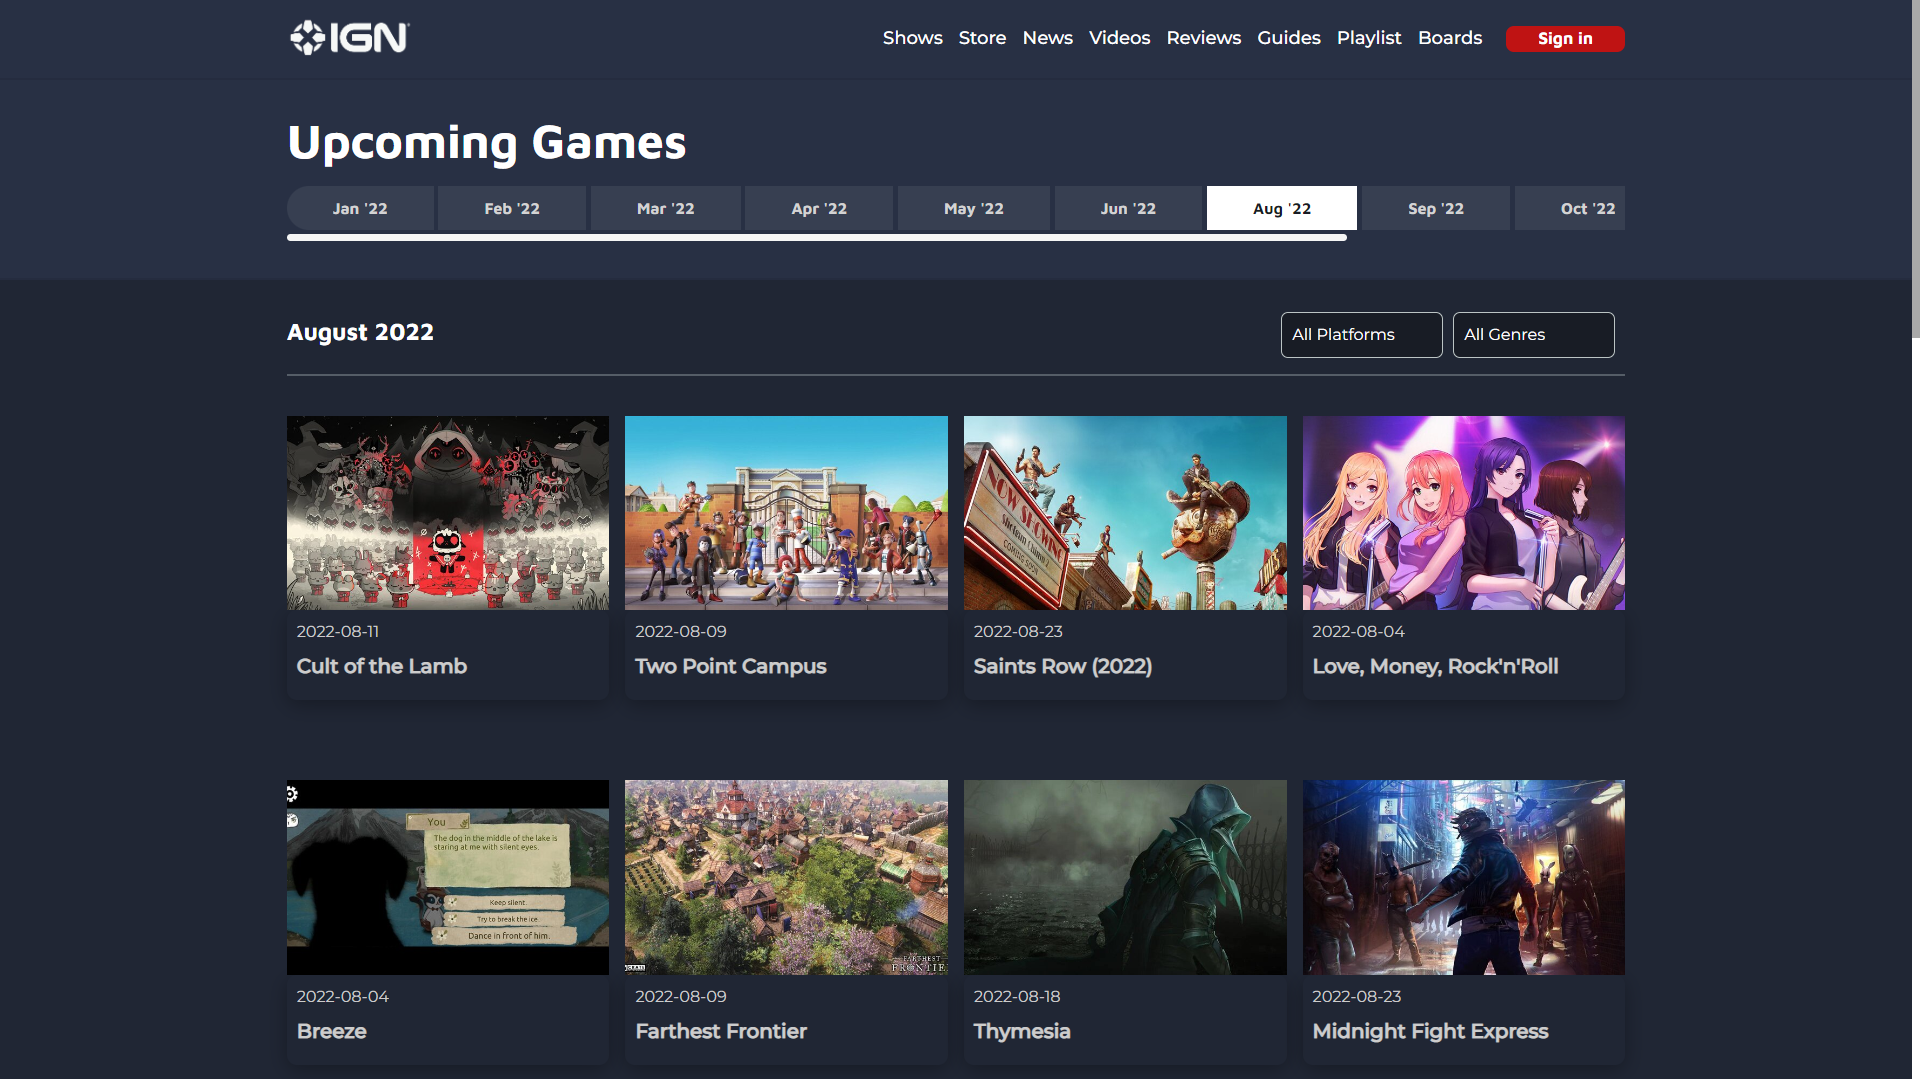 IGN
Shows Store News Videos Reviews Guides Playlist Boards Sign in
Upcoming Games
Jan '22 Feb '22 Mar '22 Apr '22 May '22 Jun '22 Aug '22 Sep '22 Oct '22
August 2022
All Platforms All Genres
NOW SHOWING
2022-08-11
Cult of the Lamb
2022-08-09
Two Point Campus
2022-08-23
Saints Row (2022)
2022-08-04
Love, Money, Rock'n'Roll
You
The dog in the middle of the lake is
staring at me with silent eyes.
Keep silent.
Try to break the ice.
Dance in front of him.
FARTHEST
FRONTIE
2022-08-04
Breeze
2022-08-09
Farthest Frontier
2022-08-18
Thymesia
2022-08-23
Midnight Fight Express